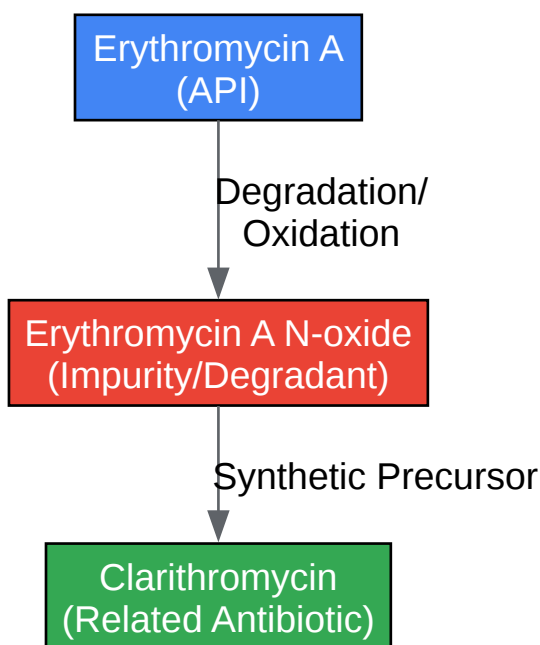 Erythromycin A
(API)
Degradation/
Oxidation
Erythromycin A N-oxide
(Impurity/Degradant)
Synthetic Precursor
Clarithromycin
(Related Antibiotic)